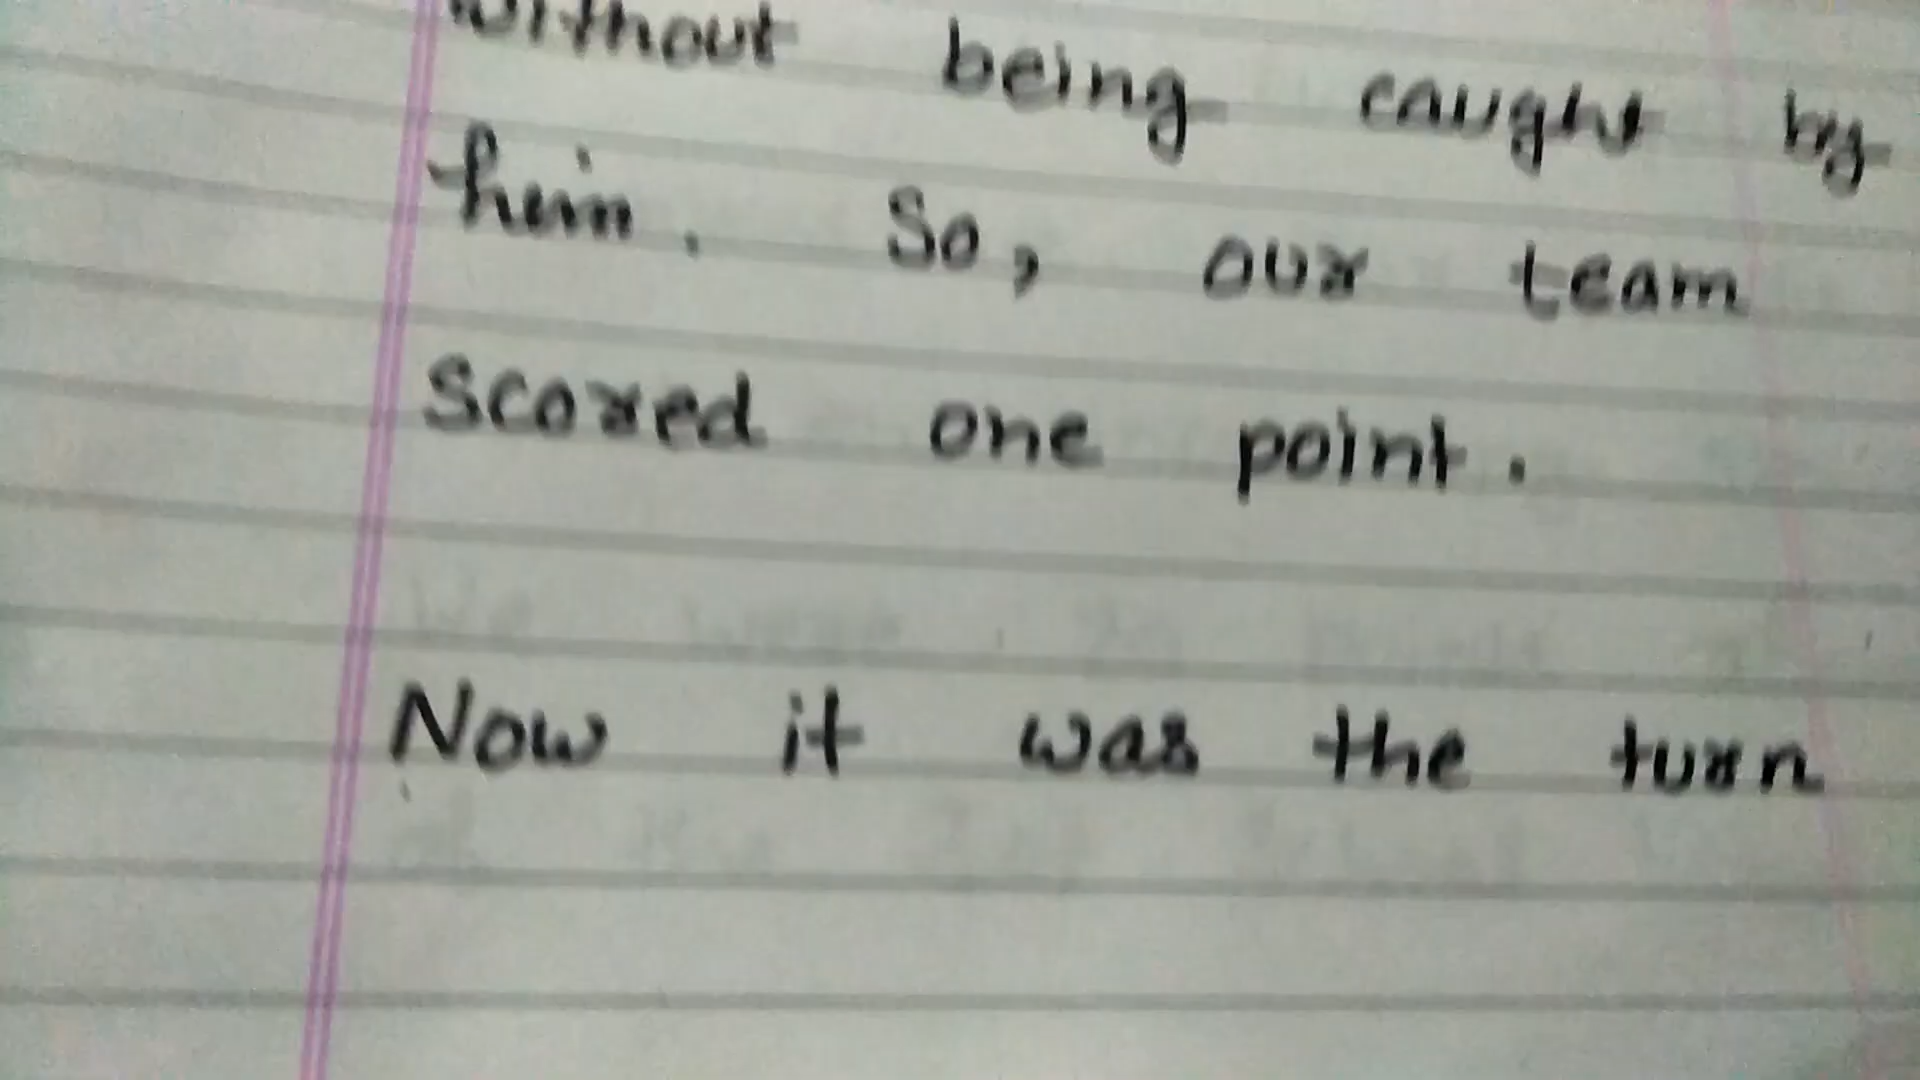 without being caught by
him. So, our team
scored one point.
Now it was the turn